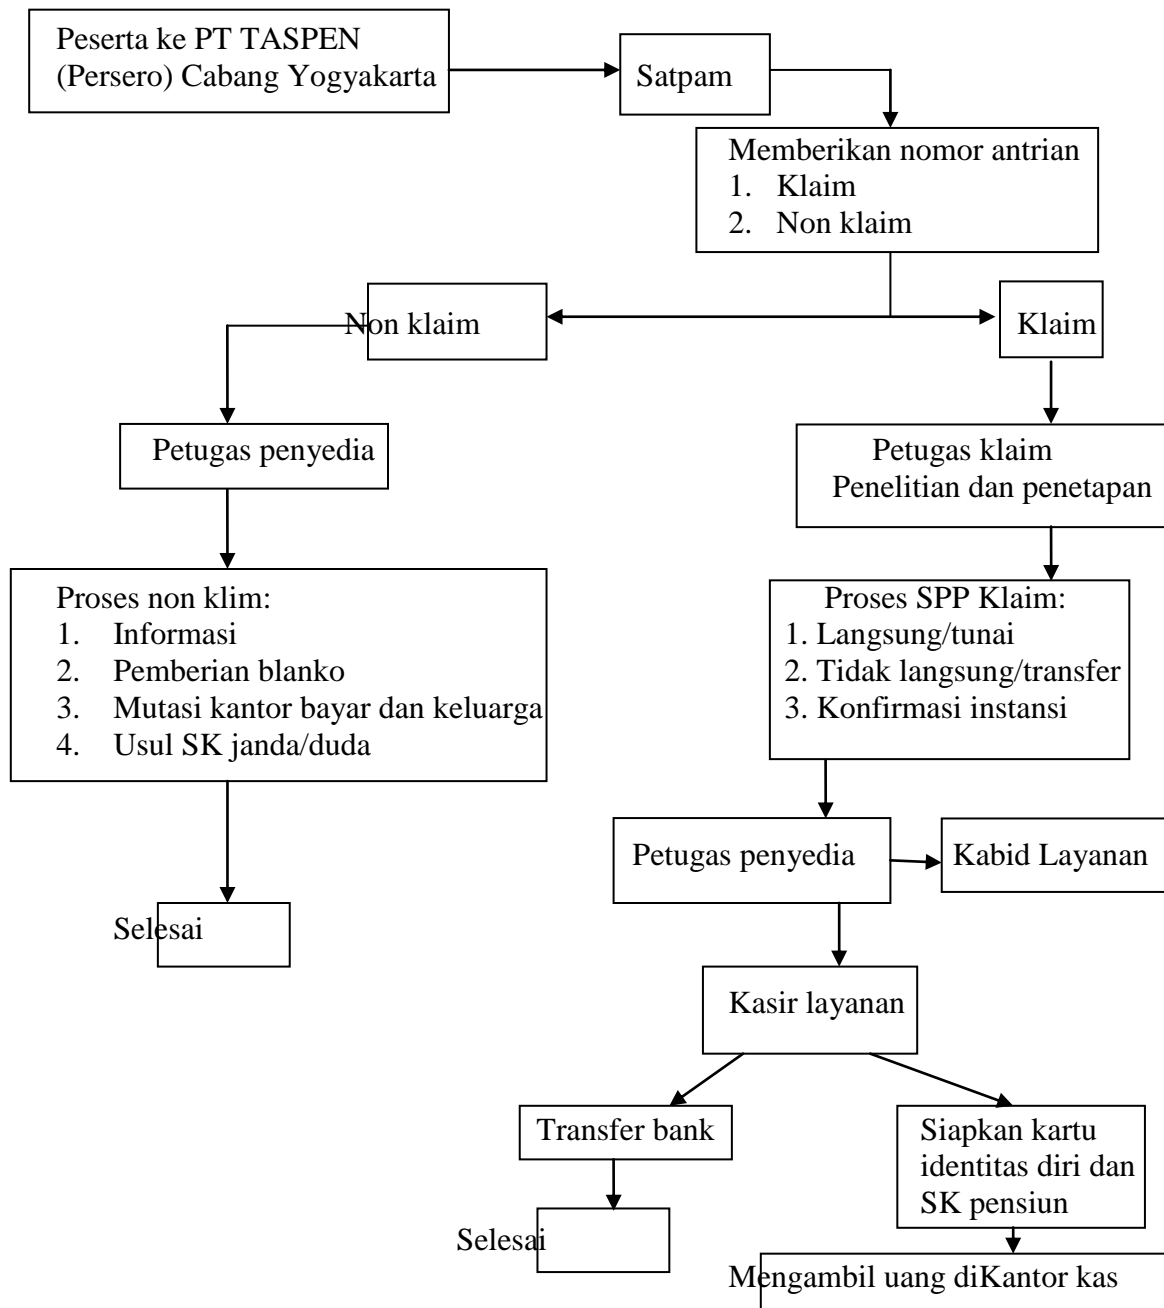 Peserta ke PT TASPEN
(Persero) Cabang Yogyakarta
Satpam
Memberikan nomor antrian
1. Klaim
2. Non klaim
Non klaim
Klaim
Petugas penyedia
Petugas klaim
Penelitian dan penetapan
Proses non klim:
1. Informasi
2. Pemberian blanko
3. Mutasi kantor bayar dan keluarga
4. Usul SK janda/duda
Proses SPP Klaim:
1. Langsung/tunai
2. Tidak langsung/transfer
3. Konfirmasi instansi
Petugas penyedia
Kabid Layanan
Selesai
Kasir layanan
Transfer bank
Siapkan kartu
identitas diri dan
SK pensiun
Selesai
Mengambil uang diKantor kas